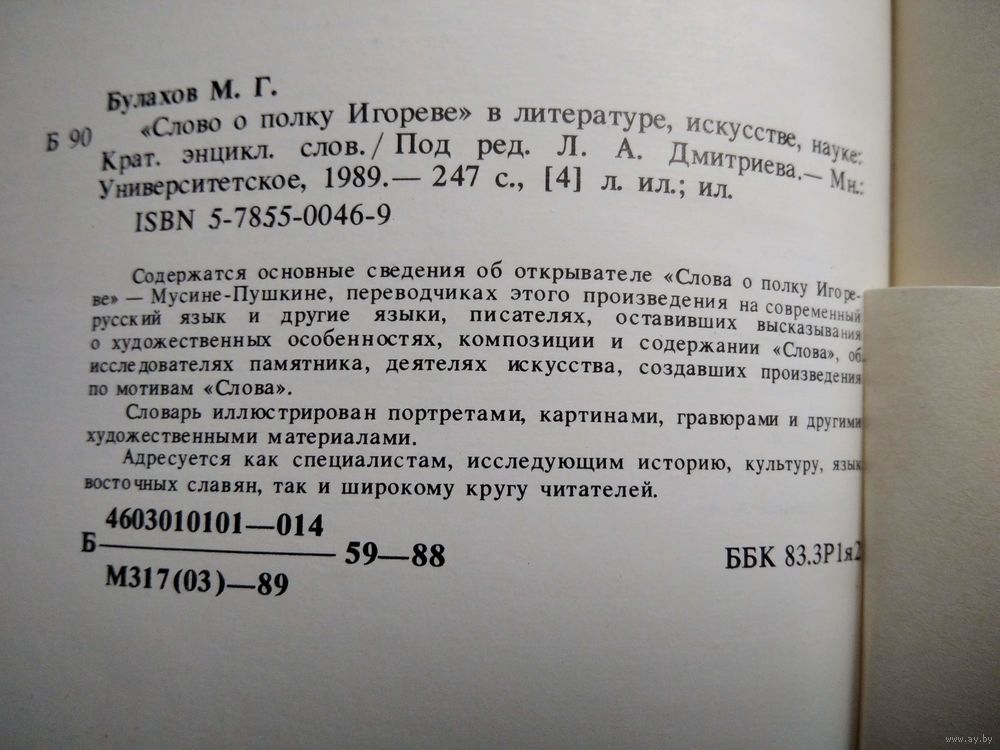 Булахов М. Г.
Б 90
«Слово о полку Игореве» в литературе, искусстве, науке:
Крат. энцикл. слов. / Под ред. Л. А. Дмитриева.— Мн.:
Университетское, 1989.— 247 с., [4] л. ил.; ил.
ISBN 5-7855-0046-9
Содержатся основные сведения об открывателе «Слова о полку Игоре-
ве» — Мусине-Пушкине, переводчиках этого произведения на современный
русский язык и другие языки, писателях, оставивших высказывания
о художественных особенностях, композиции и содержании «Слова», об
исследователях памятника, деятелях искусства, создавших произведения
по мотивам «Слова».
Словарь иллюстрирован портретами, картинами, гравюрами и другими
художественными материалами.
Адресуется как специалистам, исследующим историю, культуру, язык
восточных славян, так и широкому кругу читателей.
4603010101—014
Б 59—88
М317(03)—89
ББК 83.3Р1я2
www.ay.by